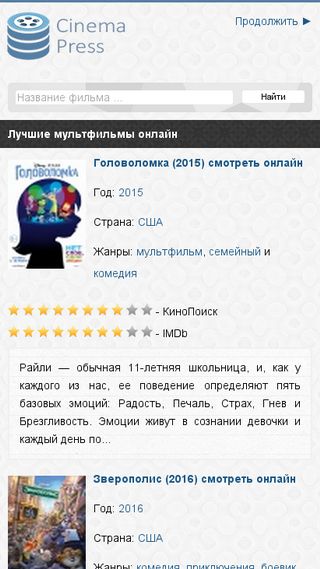 Cinema
Press
Продолжить ►
Название фильма ...
Найти
Лучшие мультфильмы онлайн
Disney PIXAR
ГОЛОВОЛОМКА
Головоломка (2015) смотреть онлайн
Год: 2015
Страна: США
Жанры: мультфильм, семейный и
комедия
- КиноПоиск
- IMDb
Райли — обычная 11-летняя школьница, и, как у
каждого из нас, ее поведение определяют пять
базовых эмоций: Радость, Печаль, Страх, Гнев и
Брезгливость. Эмоции живут в сознании девочки и
каждый день по...
Зверополис (2016) смотреть онлайн
Год: 2016
Страна: США
Жанры: комедия, приключения, боевик,